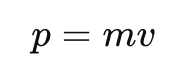 p = mv